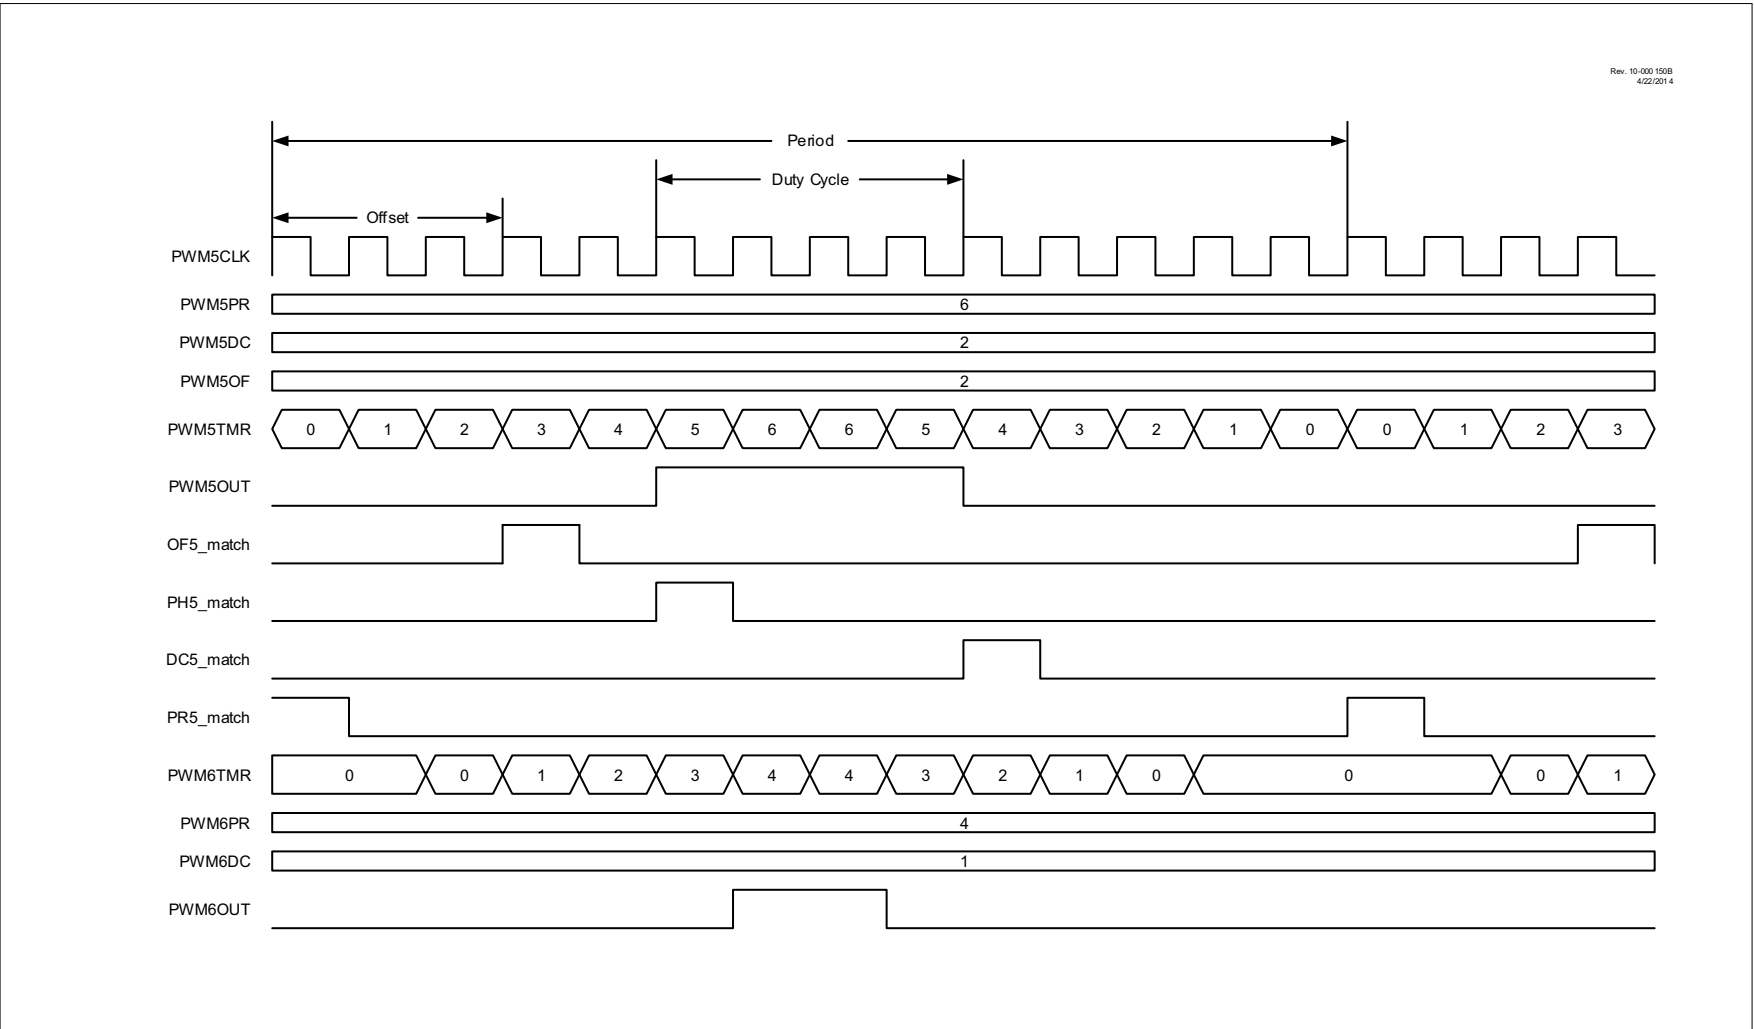 Rev. 10-000 150B
4/22/201 4
Period
Duty Cycle
Offset
PWM5CLK
PWM5PR 6
PWM5DC 2
PWM5OF 2
PWM5TMR 0 1 2 3 4 5 6 6 5 4 3 2 1 0 0 1 2 3
PWM5OUT
OF5_match
PH5_match
DC5_match
PR5_match
PWM6TMR 0 0 1 2 3 4 4 3 2 1 0 0 0 1
PWM6PR 4
PWM6DC 1
PWM6OUT